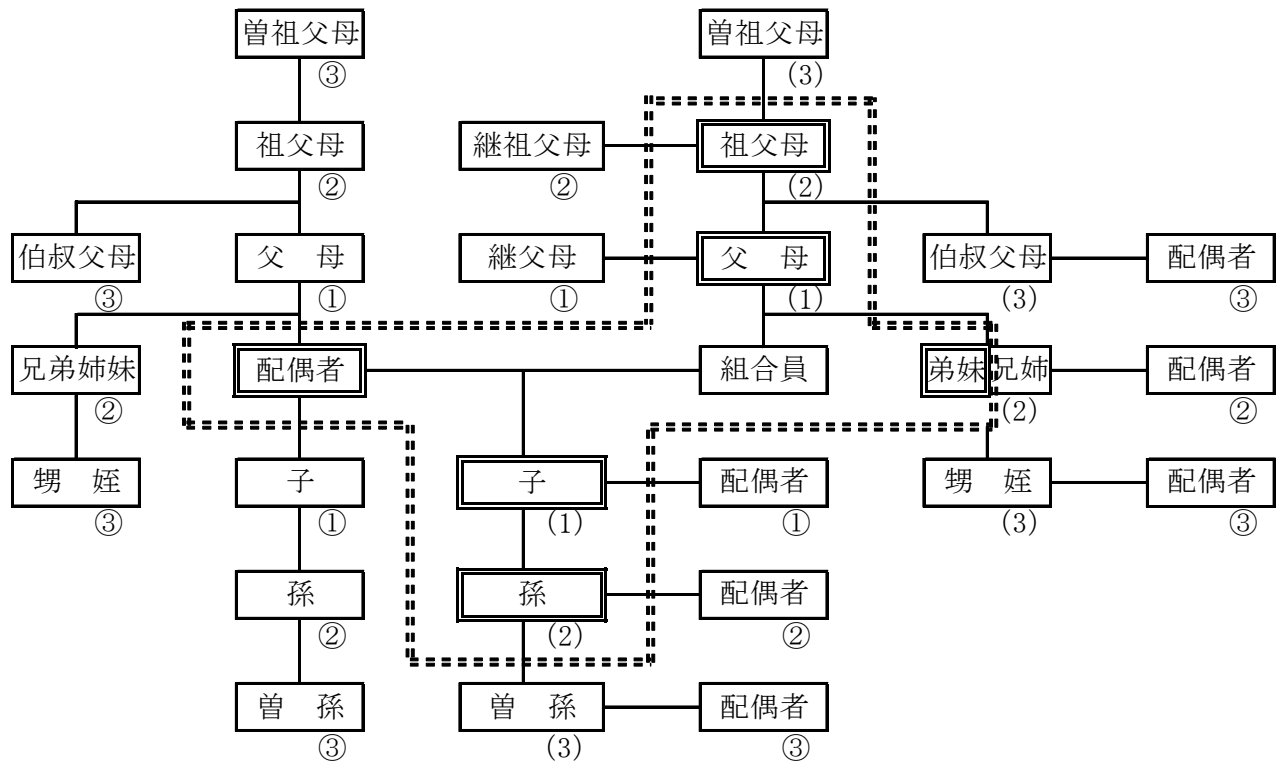 曽祖父母 曽祖父母
③ (3)
祖父母 継祖父母 祖父母
② ② (2)
伯叔父母 父 母 継父母 父 母 伯叔父母 配偶者
③ ① ① (1) (3) ③
兄弟姉妹 配偶者 組合員 弟妹 兄姉 配偶者
② (2) ②
甥 姪 子 子 配偶者 甥 姪 配偶者
③ ① (1) ① (3) ③
孫 孫 配偶者
② (2) ②
曽 孫 曽 孫 配偶者
③ (3) ③